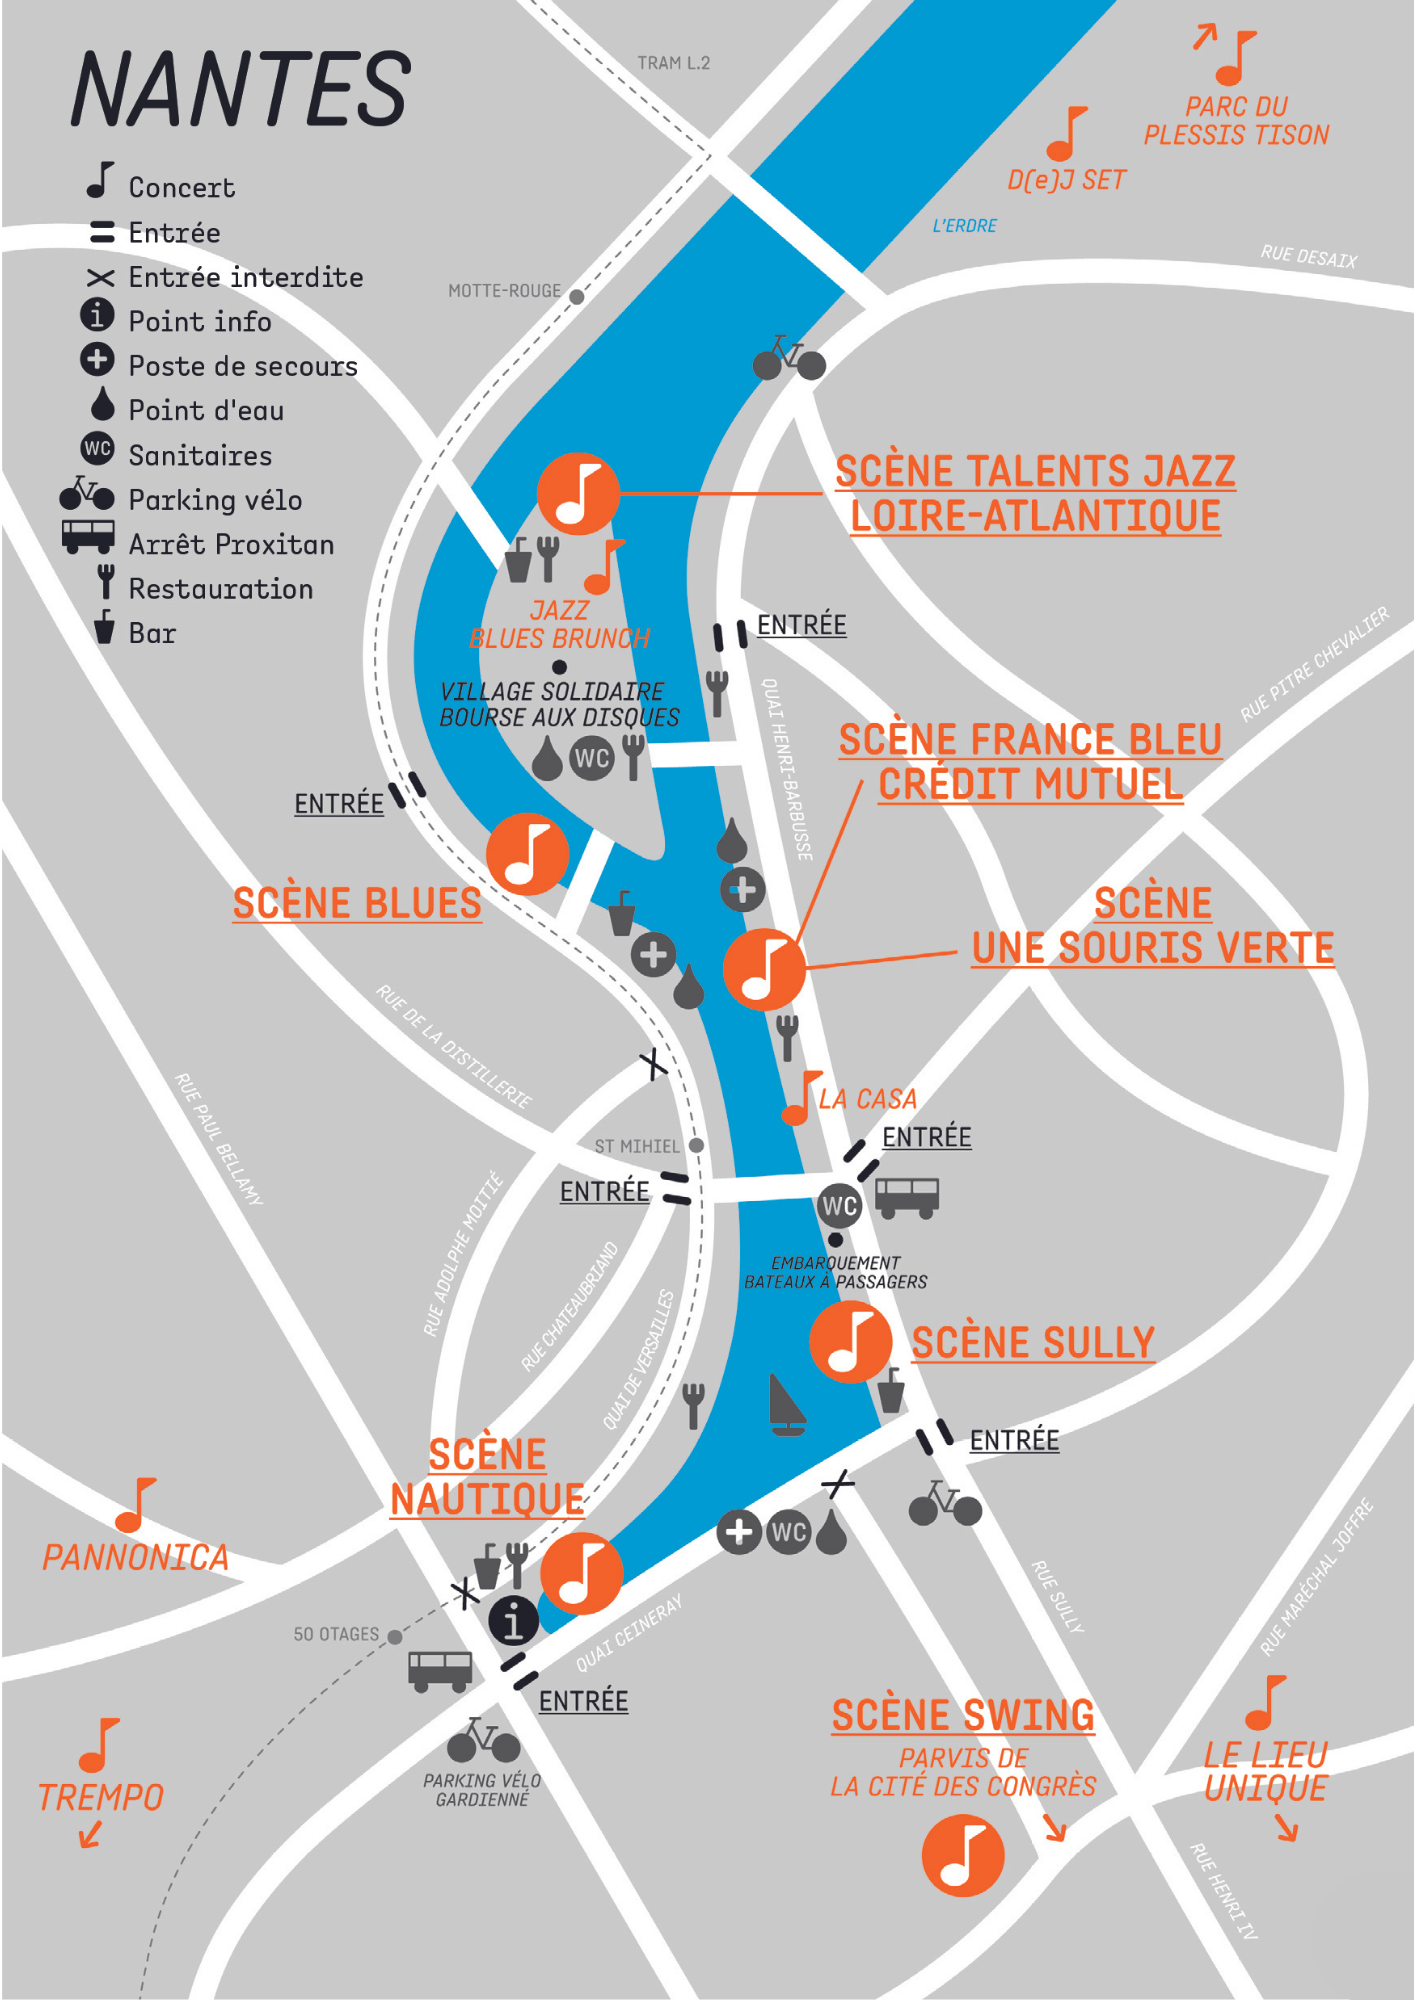 NANTES
Concert
Entrée
Entrée interdite
Point info
Poste de secours
Point d'eau
WC
Sanitaires
Parking vélo
Arrêt Proxitan
Restauration
Bar
TRAM L.2
PARC DU
PLESSIS TISON
D(e)J SET
L'ERDRE
RUE DESAIX
MOTTE-ROUGE
SCÈNE TALENTS JAZZ
LOIRE-ATLANTIQUE
JAZZ
BLUES BRUNCH
ENTRÉE
VILLAGE SOLIDAIRE
BOURSE AUX DISQUES
WC
QUAI HENRI-BARBUSSE
RUE PITRE CHEVALIER
SCÈNE FRANCE BLEU
CRÉDIT MUTUEL
ENTRÉE
SCÈNE BLUES
SCÈNE
UNE SOURIS VERTE
RUE DE LA DISTILLERIE
RUE PAUL BELLAMY
LA CASA
ENTRÉE
ST MIHIEL
ENTRÉE
WC
RUE ADOLPHE MOITIÉ
RUE CHATEAUBRIAND
QUAI DE VERSAILLES
EMBARQUEMENT
BATEAUX À PASSAGERS
SCÈNE SULLY
ENTRÉE
SCÈNE
NAUTIQUE
PANNONICA
WC
RUE SULLY
RUE MARÉCHAL JOFFRE
50 OTAGES
QUAI CEINERAY
ENTRÉE
PARKING VÉLO
GARDIENNÉ
TREMPO
SCÈNE SWING
PARVIS DE
LA CITÉ DES CONGRÈS
LE LIEU
UNIQUE
RUE HENRI IV